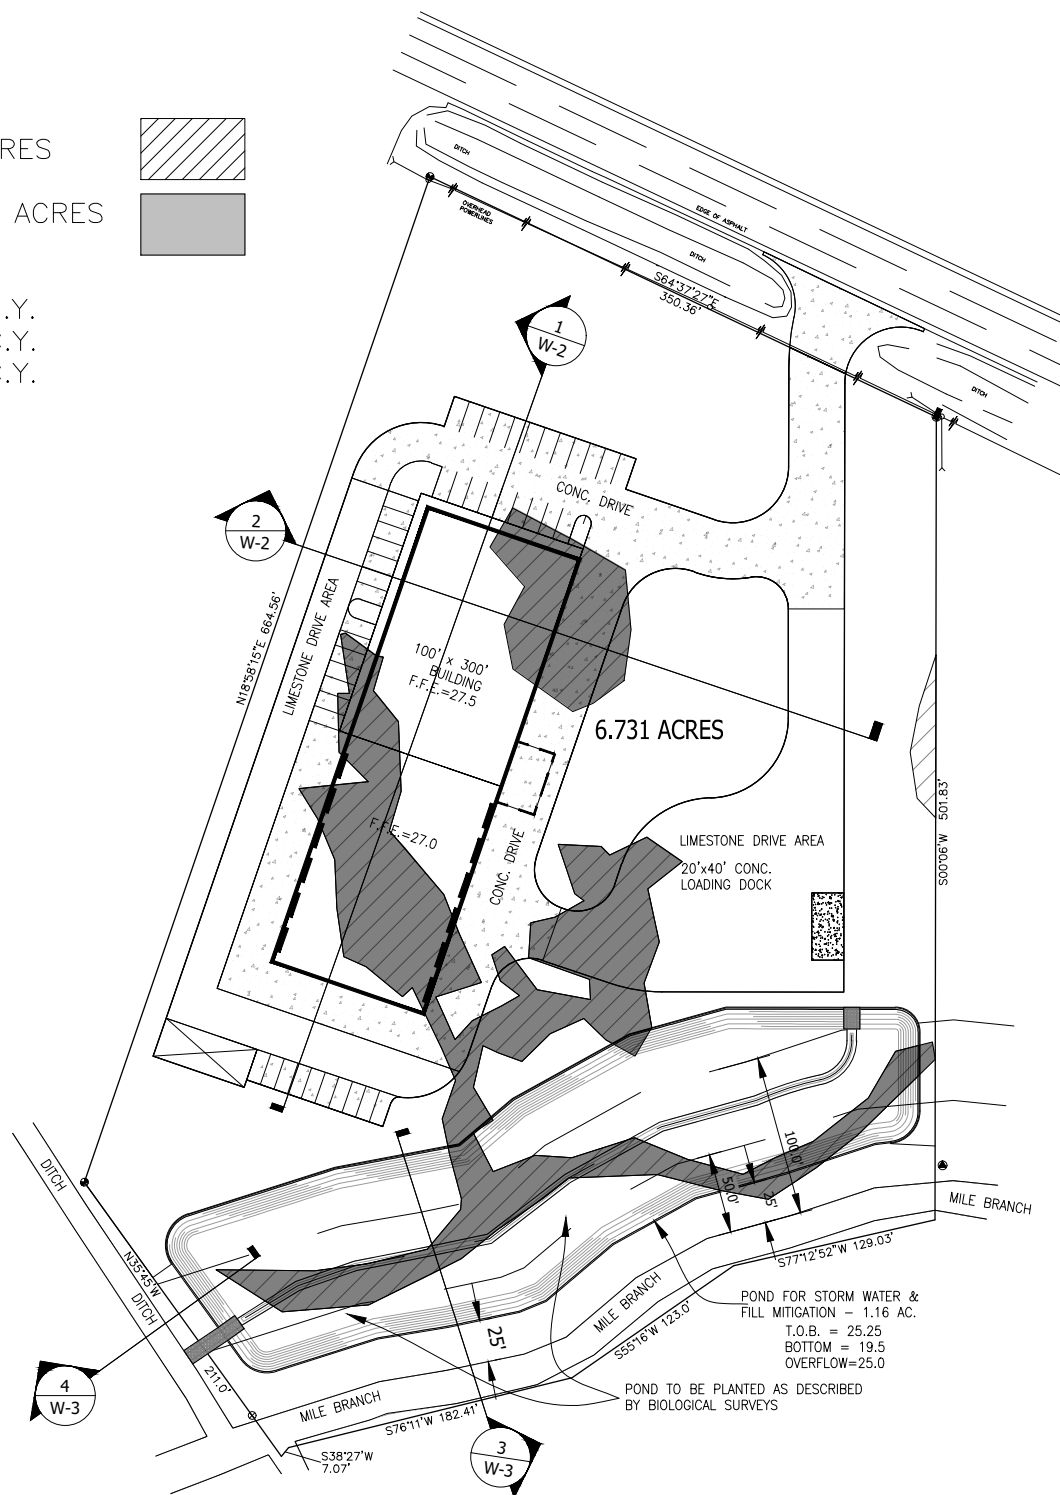 RES
ACRES
.Y.
.Y.
C.Y.
DITCH
OVERHEAD
POWERLINES
EDGE OF ASPHALT
DITCH
S64°37'27"E
350.36'
DITCH
1
W-2
CONC. DRIVE
2
W-2
N18°58'15"E 664.56'
LIMESTONE DRIVE AREA
100' x 300'
BUILDING
F.F.E.=27.5
6.731 ACRES
F.F.E.=27.0
CONC. DRIVE
LIMESTONE DRIVE AREA
20'x40' CONC.
LOADING DOCK
S00°06'W 501.83'
100.0'
50.0'
25'
MILE BRANCH
DITCH
N35°45'W
DITCH
211.0'
25'
MILE BRANCH
S55°16'W 123.0'
S77°12'52"W 129.03'
POND FOR STORM WATER &
FILL MITIGATION – 1.16 AC.
T.O.B. = 25.25
BOTTOM = 19.5
OVERFLOW=25.0
POND TO BE PLANTED AS DESCRIBED
BY BIOLOGICAL SURVEYS
4
W-3
MILE BRANCH
S76°11'W 182.41'
S38°27'W
7.07'
3
W-3